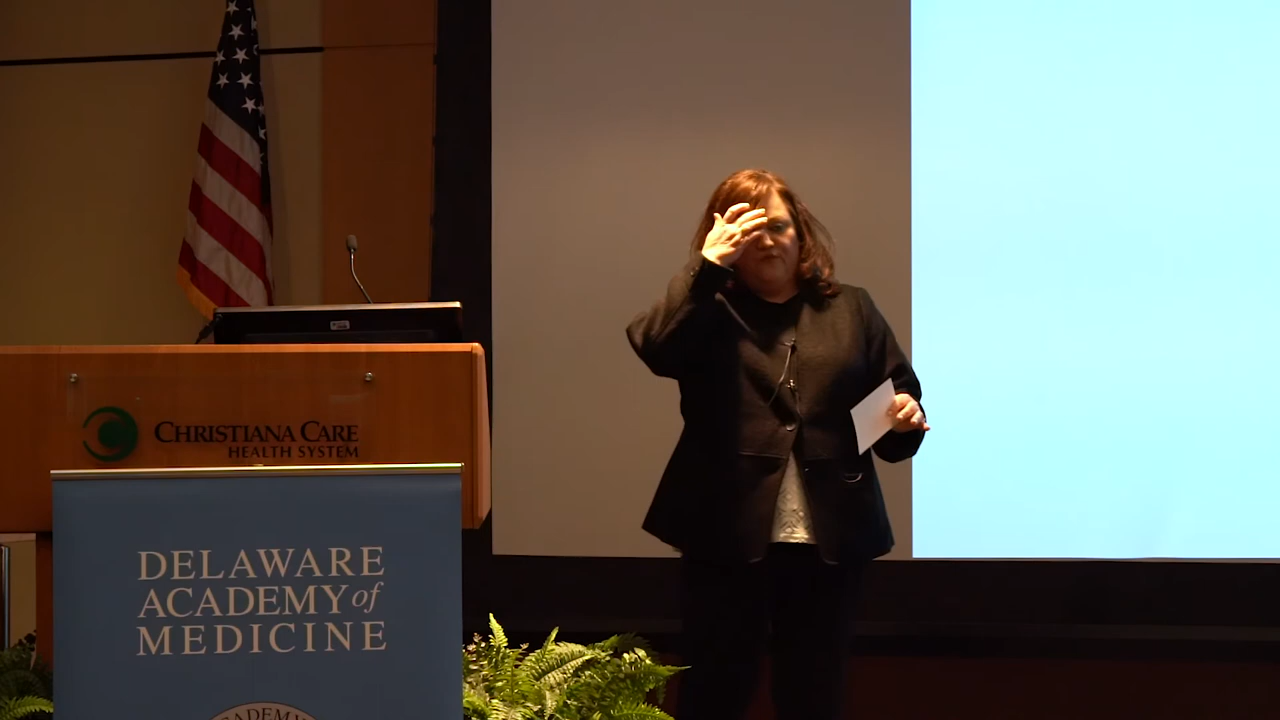 CHRISTIANA CARE
HEALTH SYSTEM
DELAWARE
ACADEMY of
MEDICINE